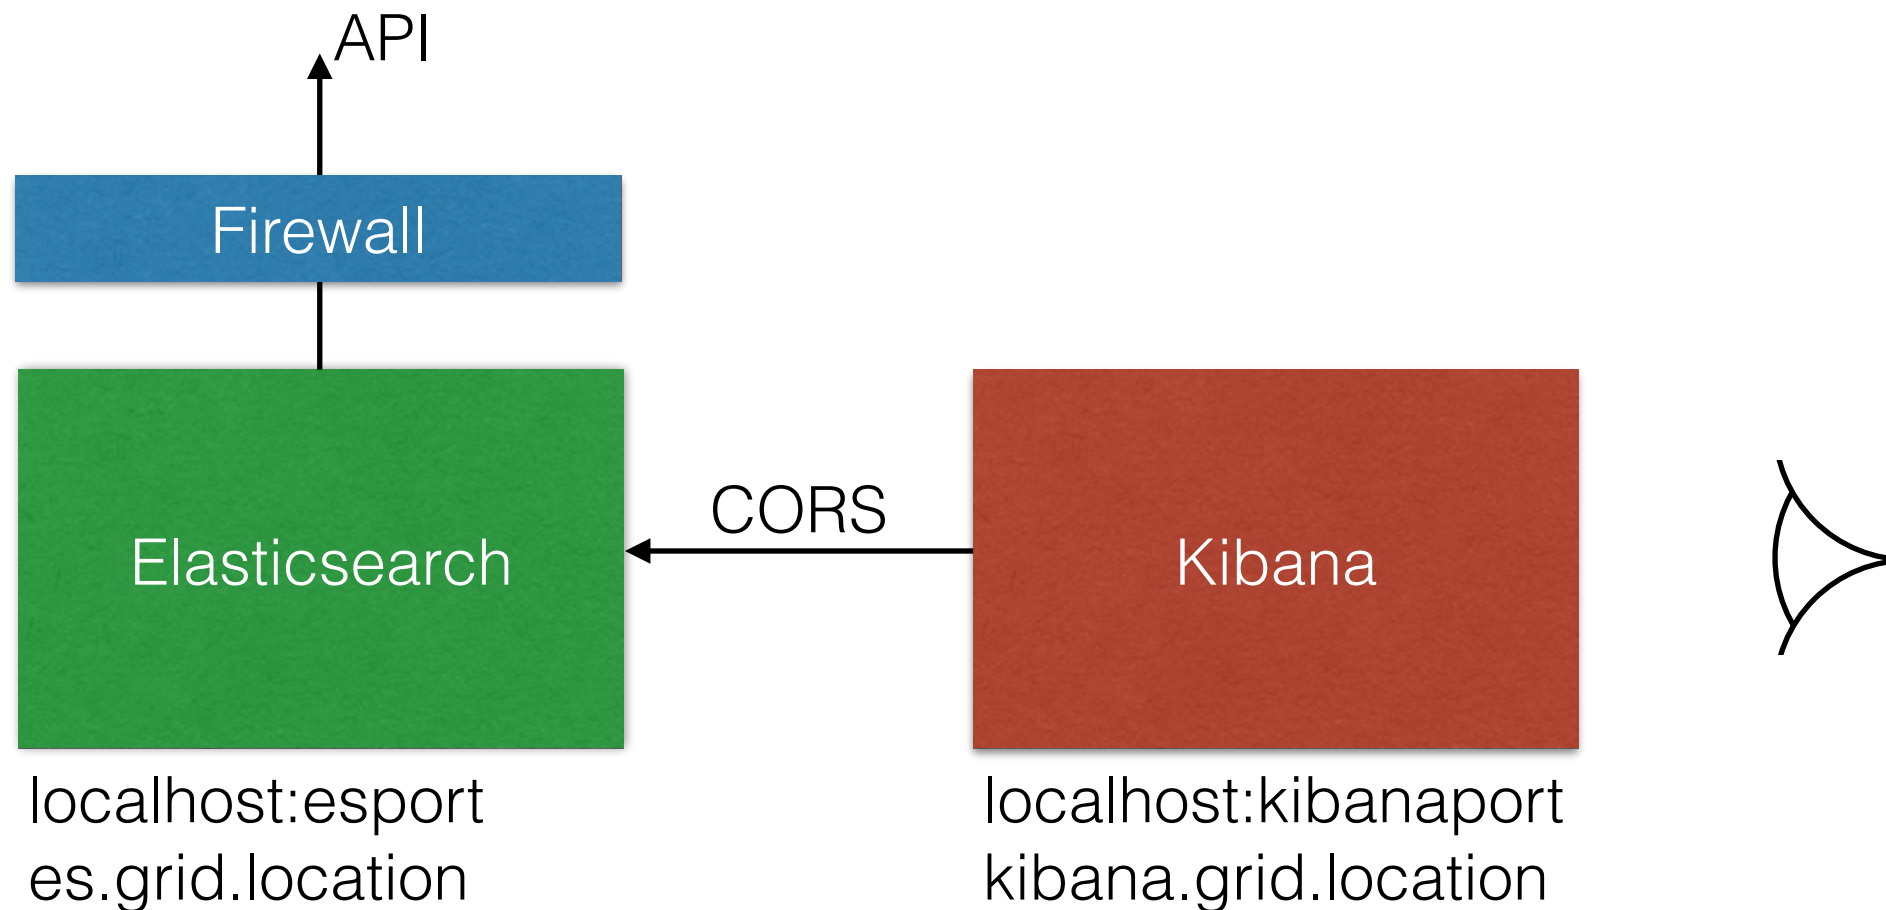 API
Firewall
Elasticsearch
CORS
Kibana
localhost:esport
es.grid.location
localhost:kibanaport
kibana.grid.location